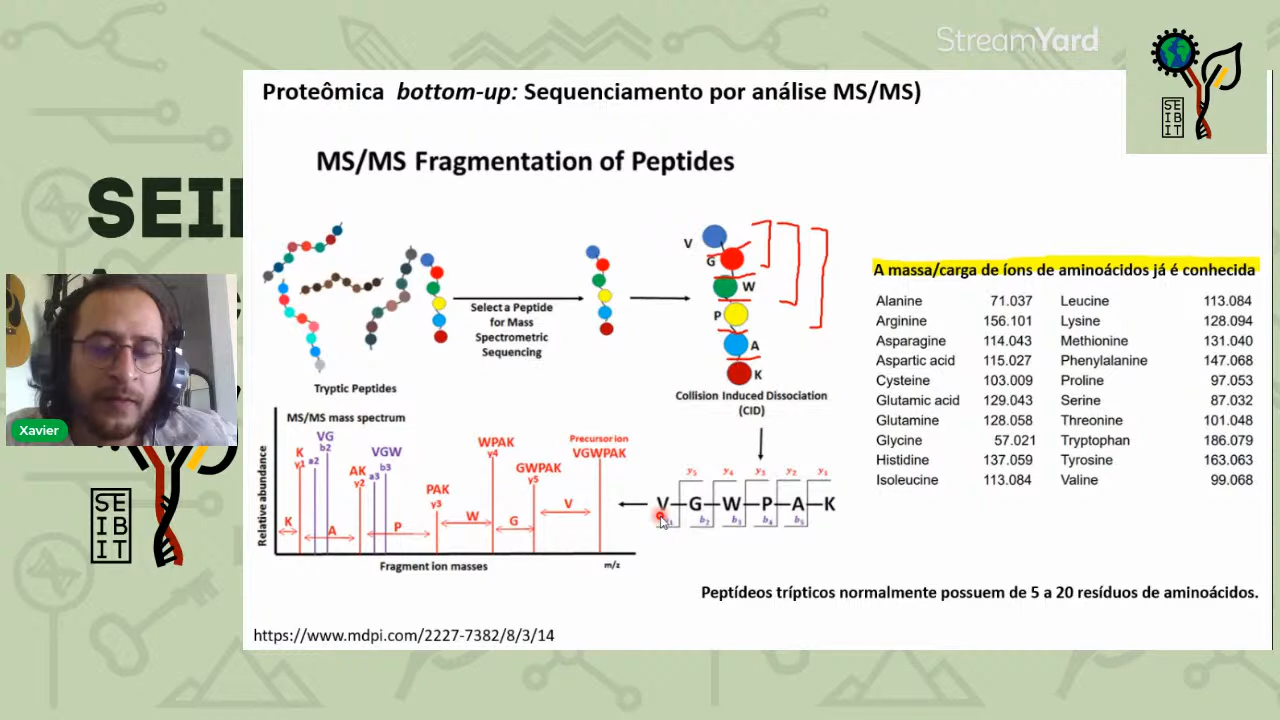 StreamYard
SEIB
IT
SEIB
Xavier
SEIB
IT
Proteômica bottom-up: Sequenciamento por análise MS/MS)
MS/MS Fragmentation of Peptides
Tryptic Peptides
Select a Peptide
for Mass
Spectrometric
Sequencing
V
G
W
P
A
K
Collision Induced Dissociation
(CID)
MS/MS mass spectrum
Relative abundance
K
y1
a2
VG
b2
AK
y2
a3
VGW
b3
PAK
y3
WPAK
y4
GWPAK
y5
Precursor ion
VGWPAK
K
A
P
W
G
V
Fragment ion masses
m/z
y5 y4 y3 y2 y1
V-G-W-P-A-K
b2 b3 b4 b5
A massa/carga de íons de aminoácidos já é conhecida
Alanine 71.037 Leucine 113.084
Arginine 156.101 Lysine 128.094
Asparagine 114.043 Methionine 131.040
Aspartic acid 115.027 Phenylalanine 147.068
Cysteine 103.009 Proline 97.053
Glutamic acid 129.043 Serine 87.032
Glutamine 128.058 Threonine 101.048
Glycine 57.021 Tryptophan 186.079
Histidine 137.059 Tyrosine 163.063
Isoleucine 113.084 Valine 99.068
Peptídeos trípticos normalmente possuem de 5 a 20 resíduos de aminoácidos.
https://www.mdpi.com/2227-7382/8/3/14